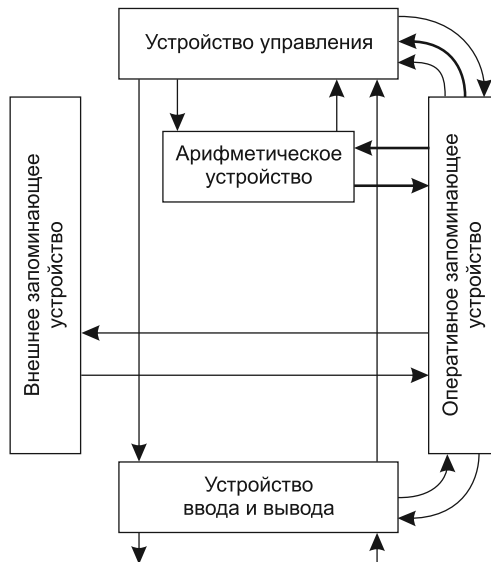 Устройство управления
Арифметическое
устройство
Внешнее запоминающее
устройство
Оперативное запоминающее
устройство
Устройство
ввода и вывода